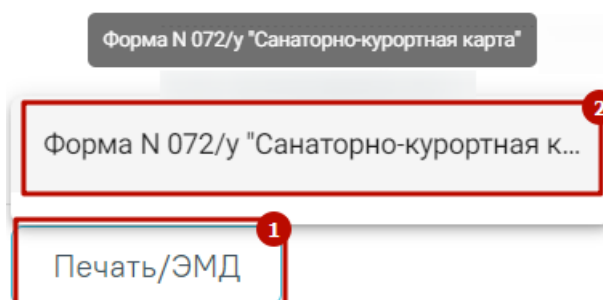 Форма N 072/у "Санаторно-курортная карта"
2
Форма N 072/у "Санаторно-курортная к...
1
Печать/ЭМД